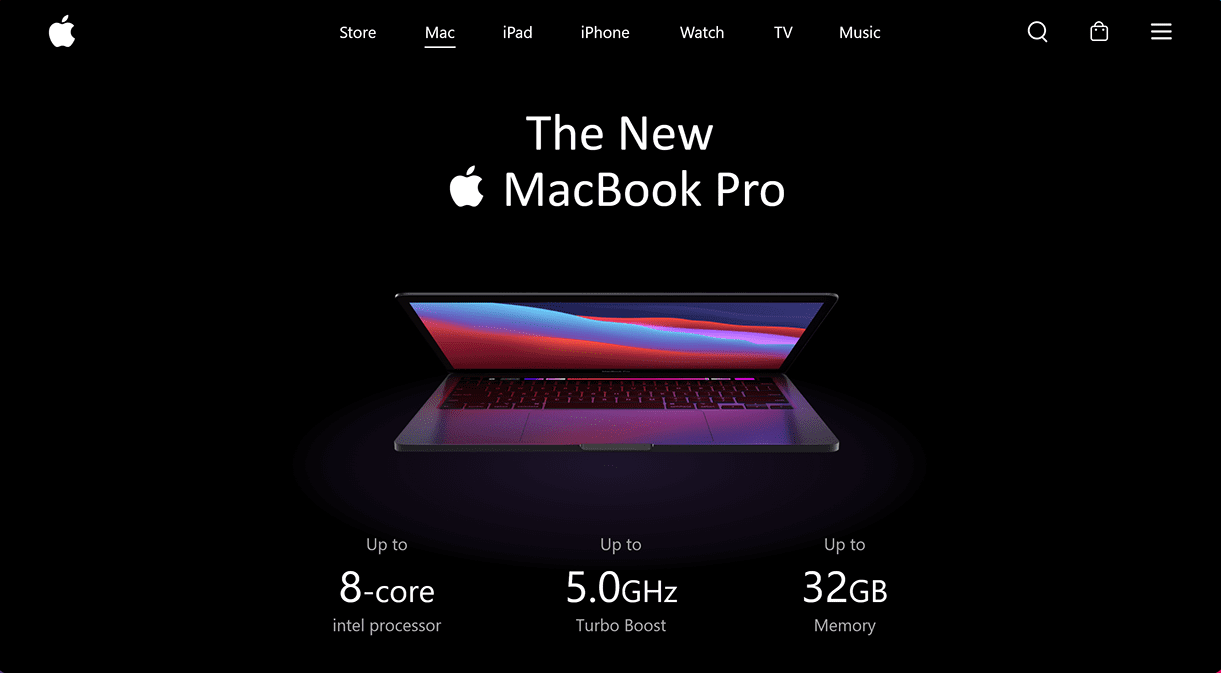 Store Mac iPad iPhone Watch TV Music
The New
MacBook Pro
Up to Up to Up to
8-core 5.0GHz 32GB
intel processor Turbo Boost Memory